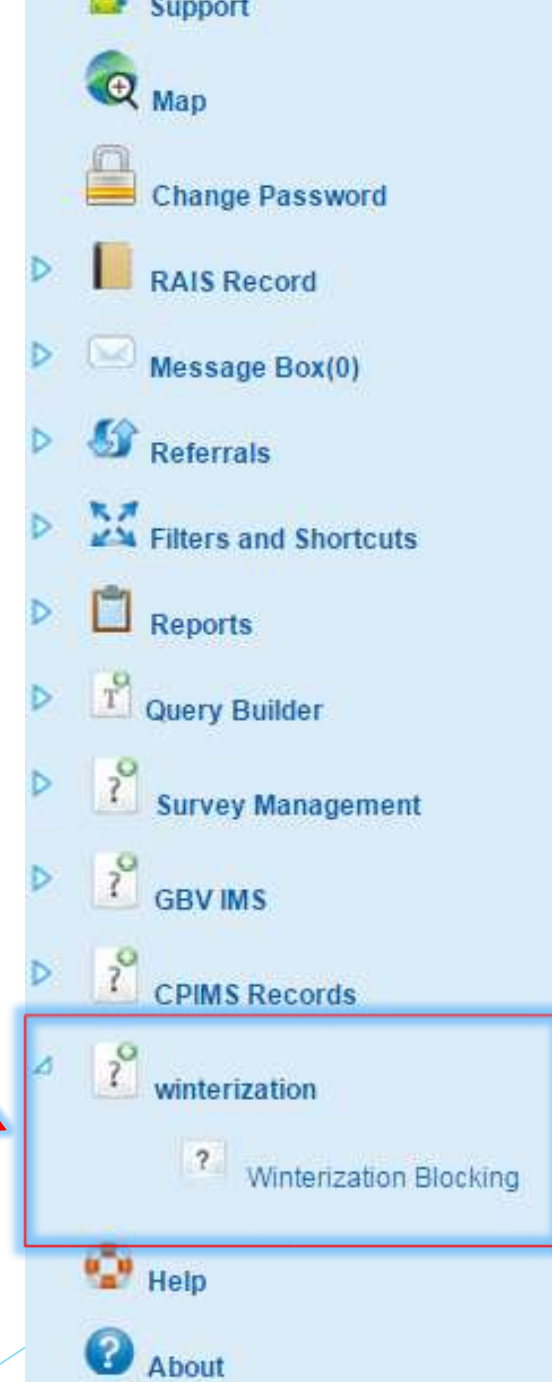 Support
Map
Change Password
RAIS Record
Message Box(0)
Referrals
Filters and Shortcuts
Reports
Query Builder
Survey Management
GBV IMS
CPIMS Records
winterization
Winterization Blocking
Help
About